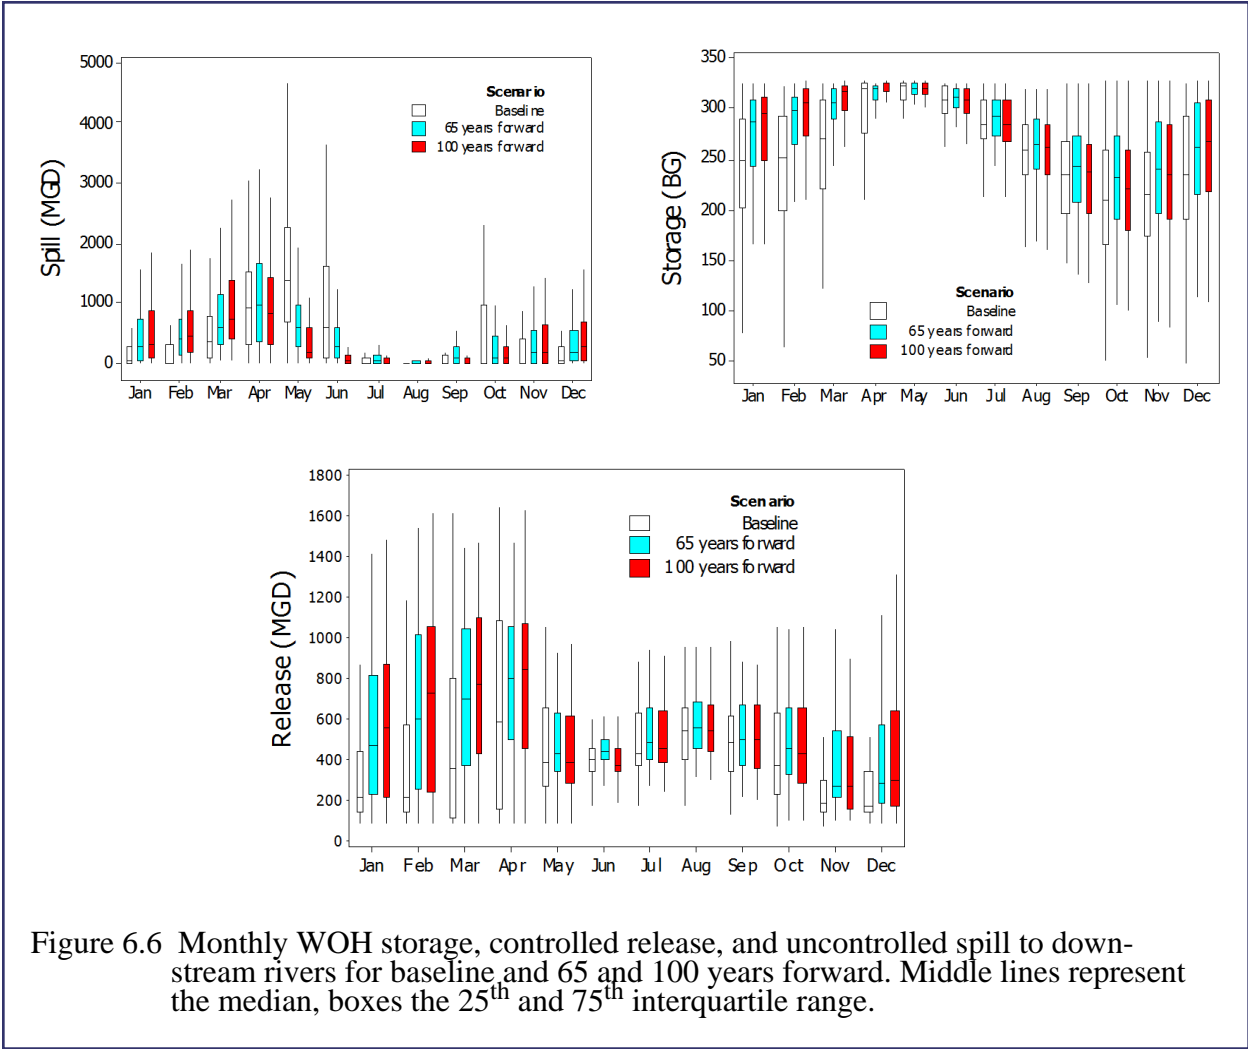 5000
4000
3000
2000
1000
0
Spill (MGD)
Scenario
Baseline
65 years forward
100 years forward
Jan Feb Mar Apr May Jun Jul Aug Sep Oct Nov Dec
350
300
250
200
150
100
50
Storage (BG)
Scenario
Baseline
65 years forward
100 years forward
Jan Feb Mar Apr May Jun Jul Aug Sep Oct Nov Dec
1800
1600
1400
1200
1000
800
600
400
200
0
Release (MGD)
Scenario
Baseline
65 years forward
100 years forward
Jan Feb Mar Apr May Jun Jul Aug Sep Oct Nov Dec
Figure 6.6 Monthly WOH storage, controlled release, and uncontrolled spill to down-
stream rivers for baseline and 65 and 100 years forward. Middle lines represent
the median, boxes the 25th and 75th interquartile range.